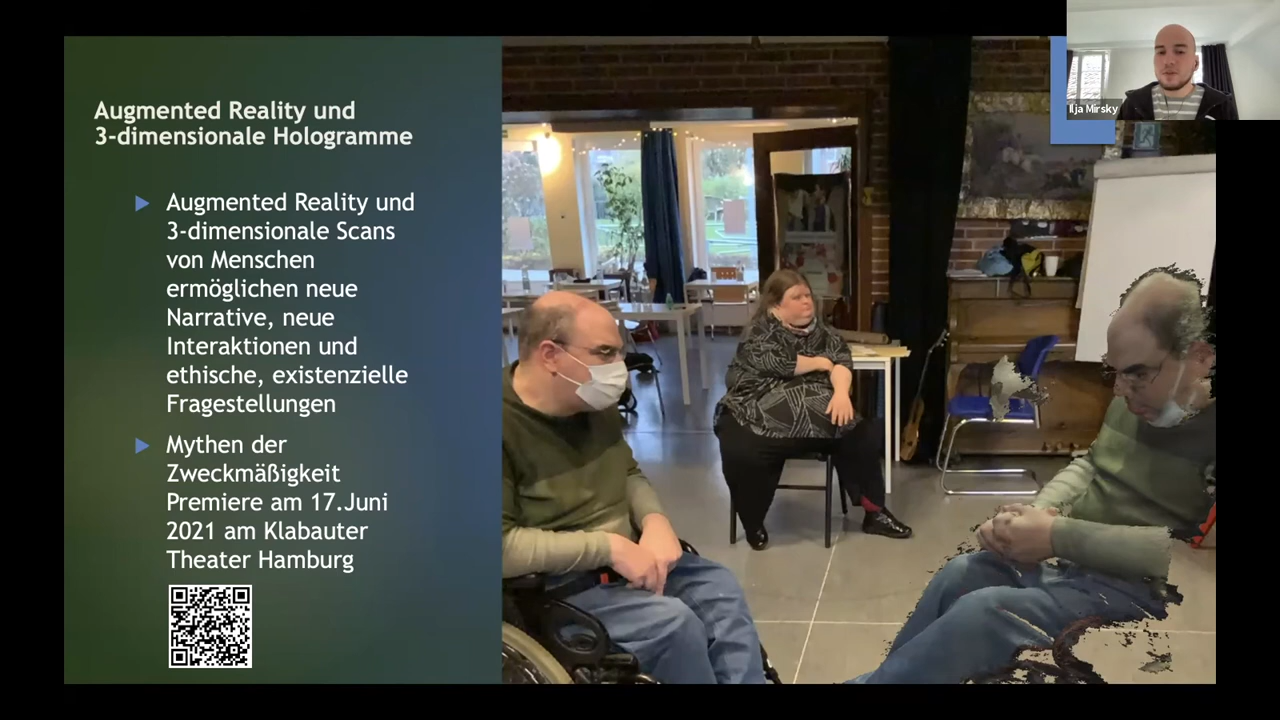 Augmented Reality und
3-dimensionale Hologramme
Augmented Reality und
3-dimensionale Scans
von Menschen
ermöglichen neue
Narrative, neue
Interaktionen und
ethische, existenzielle
Fragestellungen
Mythen der
Zweckmäßigkeit
Premiere am 17.Juni
2021 am Klabauter
Theater Hamburg
Ilja Mirsky